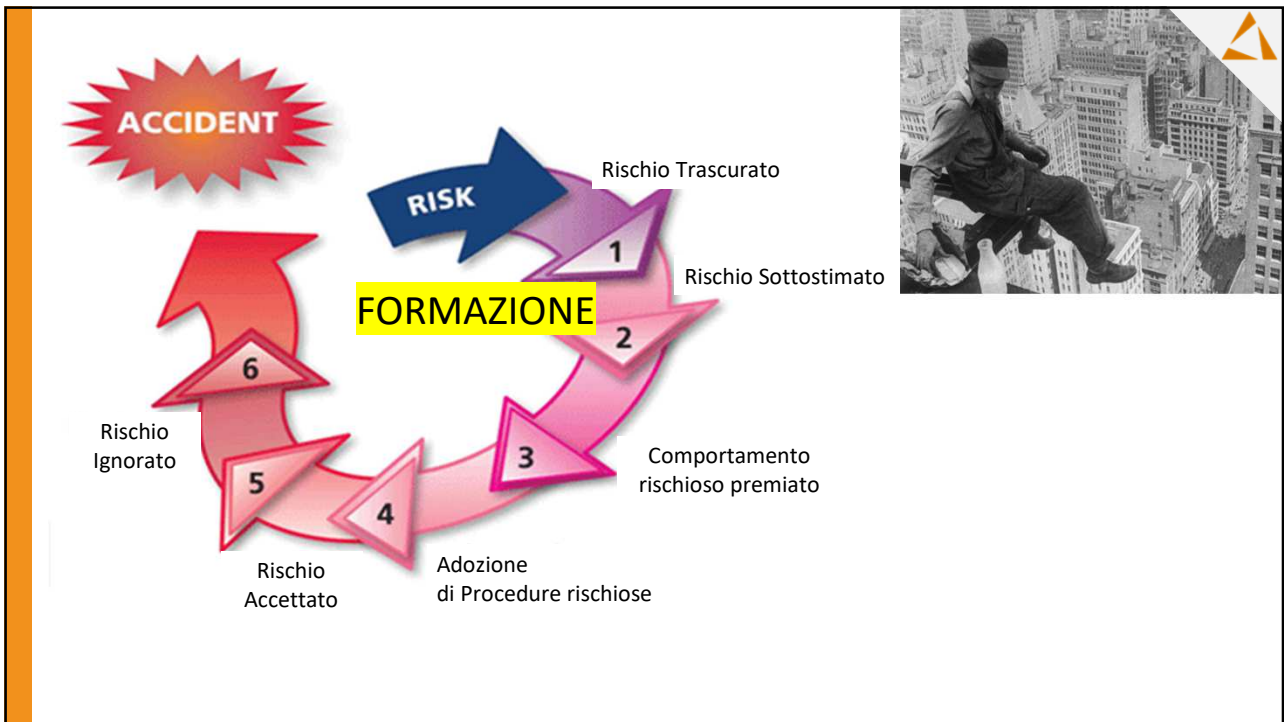 ACCIDENT
RISK
Rischio Trascurato
1
Rischio Sottostimato
FORMAZIONE
2
6
Rischio
Ignorato
3
Comportamento
rischioso premiato
5
4
Adozione
di Procedure rischiose
Rischio
Accettato